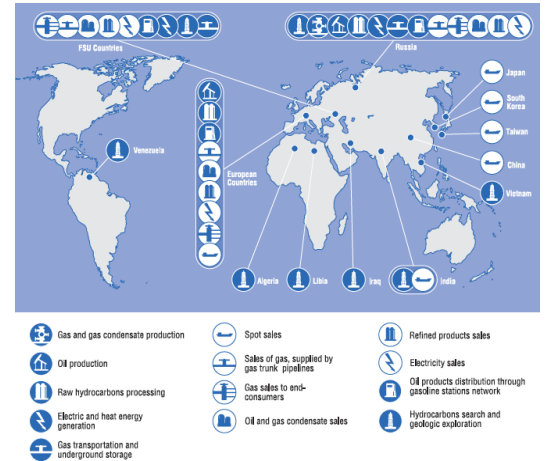 FSU Countries
Russia
Japan
South
Korea
Taiwan
China
Vietnam
Venezuela
European
Countries
Algeria
Libia
Iraq
India
Gas and gas condensate production
Oil production
Raw hydrocarbons processing
Electric and heat energy
generation
Gas transportation and
underground storage
Spot sales
Sales of gas, supplied by
gas trunk pipelines
Gas sales to end-
consumers
Oil and gas condensate sales
Refined products sales
Electricity sales
Oil products distribution through
gasoline stations network
Hydrocarbons search and
geologic exploration